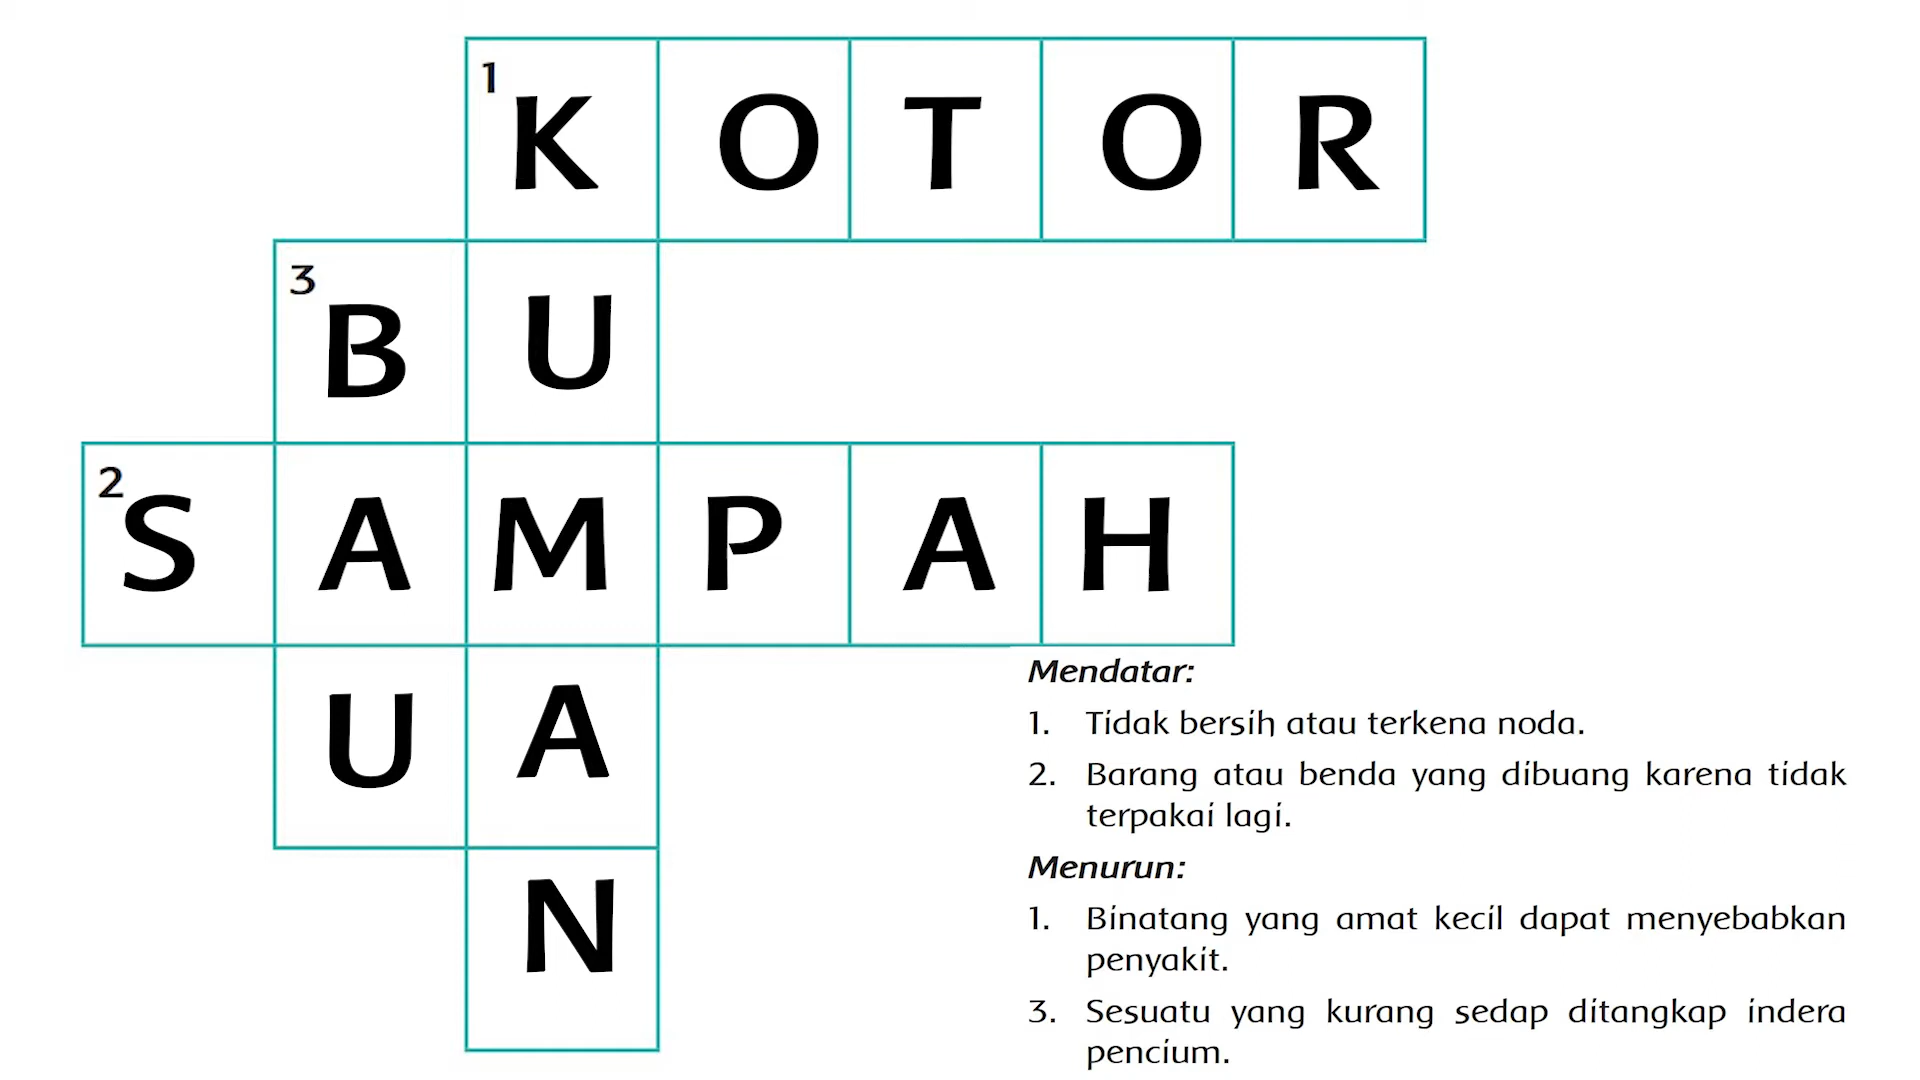 1 K O T O R
3 B U
2 S A M P A H
U A
N
Mendatar:
1. Tidak bersih atau terkena noda.
2. Barang atau benda yang dibuang karena tidak
terpakai lagi.
Menurun:
1. Binatang yang amat kecil dapat menyebabkan
penyakit.
3. Sesuatu yang kurang sedap ditangkap indera
pencium.